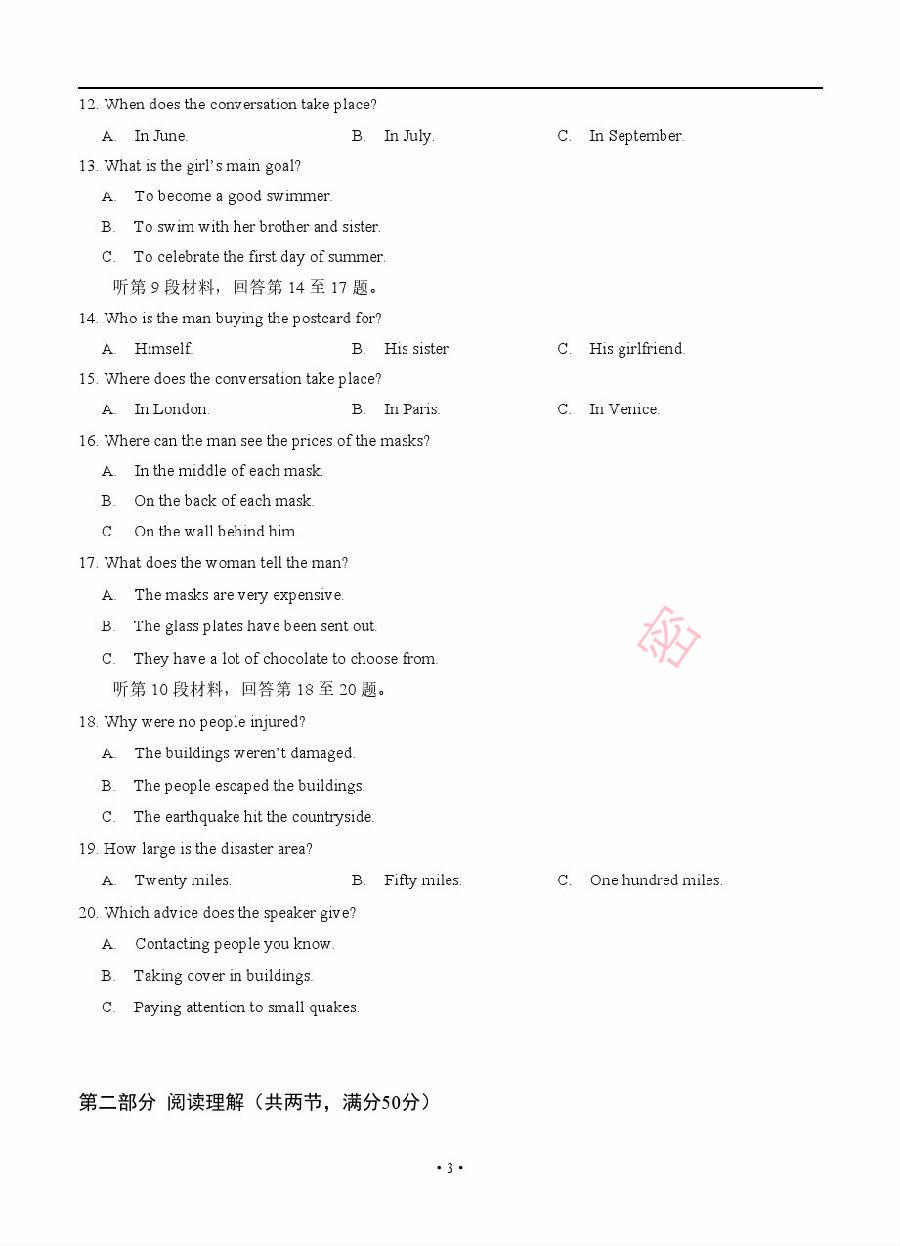 12. When does the conversation take place?
A. In June. B. In July. C. In September.
13. What is the girl's main goal?
A. To become a good swimmer.
B. To swim with her brother and sister.
C. To celebrate the first day of summer.
听第 9 段材料，回答第 14 至 17 题。
14. Who is the man buying the postcard for?
A. Himself. B. His sister C. His girlfriend.
15. Where does the conversation take place?
A. In London. B. In Paris. C. In Venice.
16. Where can the man see the prices of the masks?
A. In the middle of each mask.
B. On the back of each mask.
C On the wall behind him
17. What does the woman tell the man?
A. The masks are very expensive.
B. The glass plates have been sent out.
C. They have a lot of chocolate to choose from.
密
听第 10 段材料，回答第 18 至 20 题。
18. Why were no people injured?
A. The buildings weren't damaged.
B. The people escaped the buildings.
C. The earthquake hit the countryside.
19. How large is the disaster area?
A. Twenty miles. B. Fifty miles. C. One hundred miles.
20. Which advice does the speaker give?
A. Contacting people you know.
B. Taking cover in buildings.
C. Paying attention to small quakes.
第二部分 阅读理解（共两节，满分50分）
• 3 •